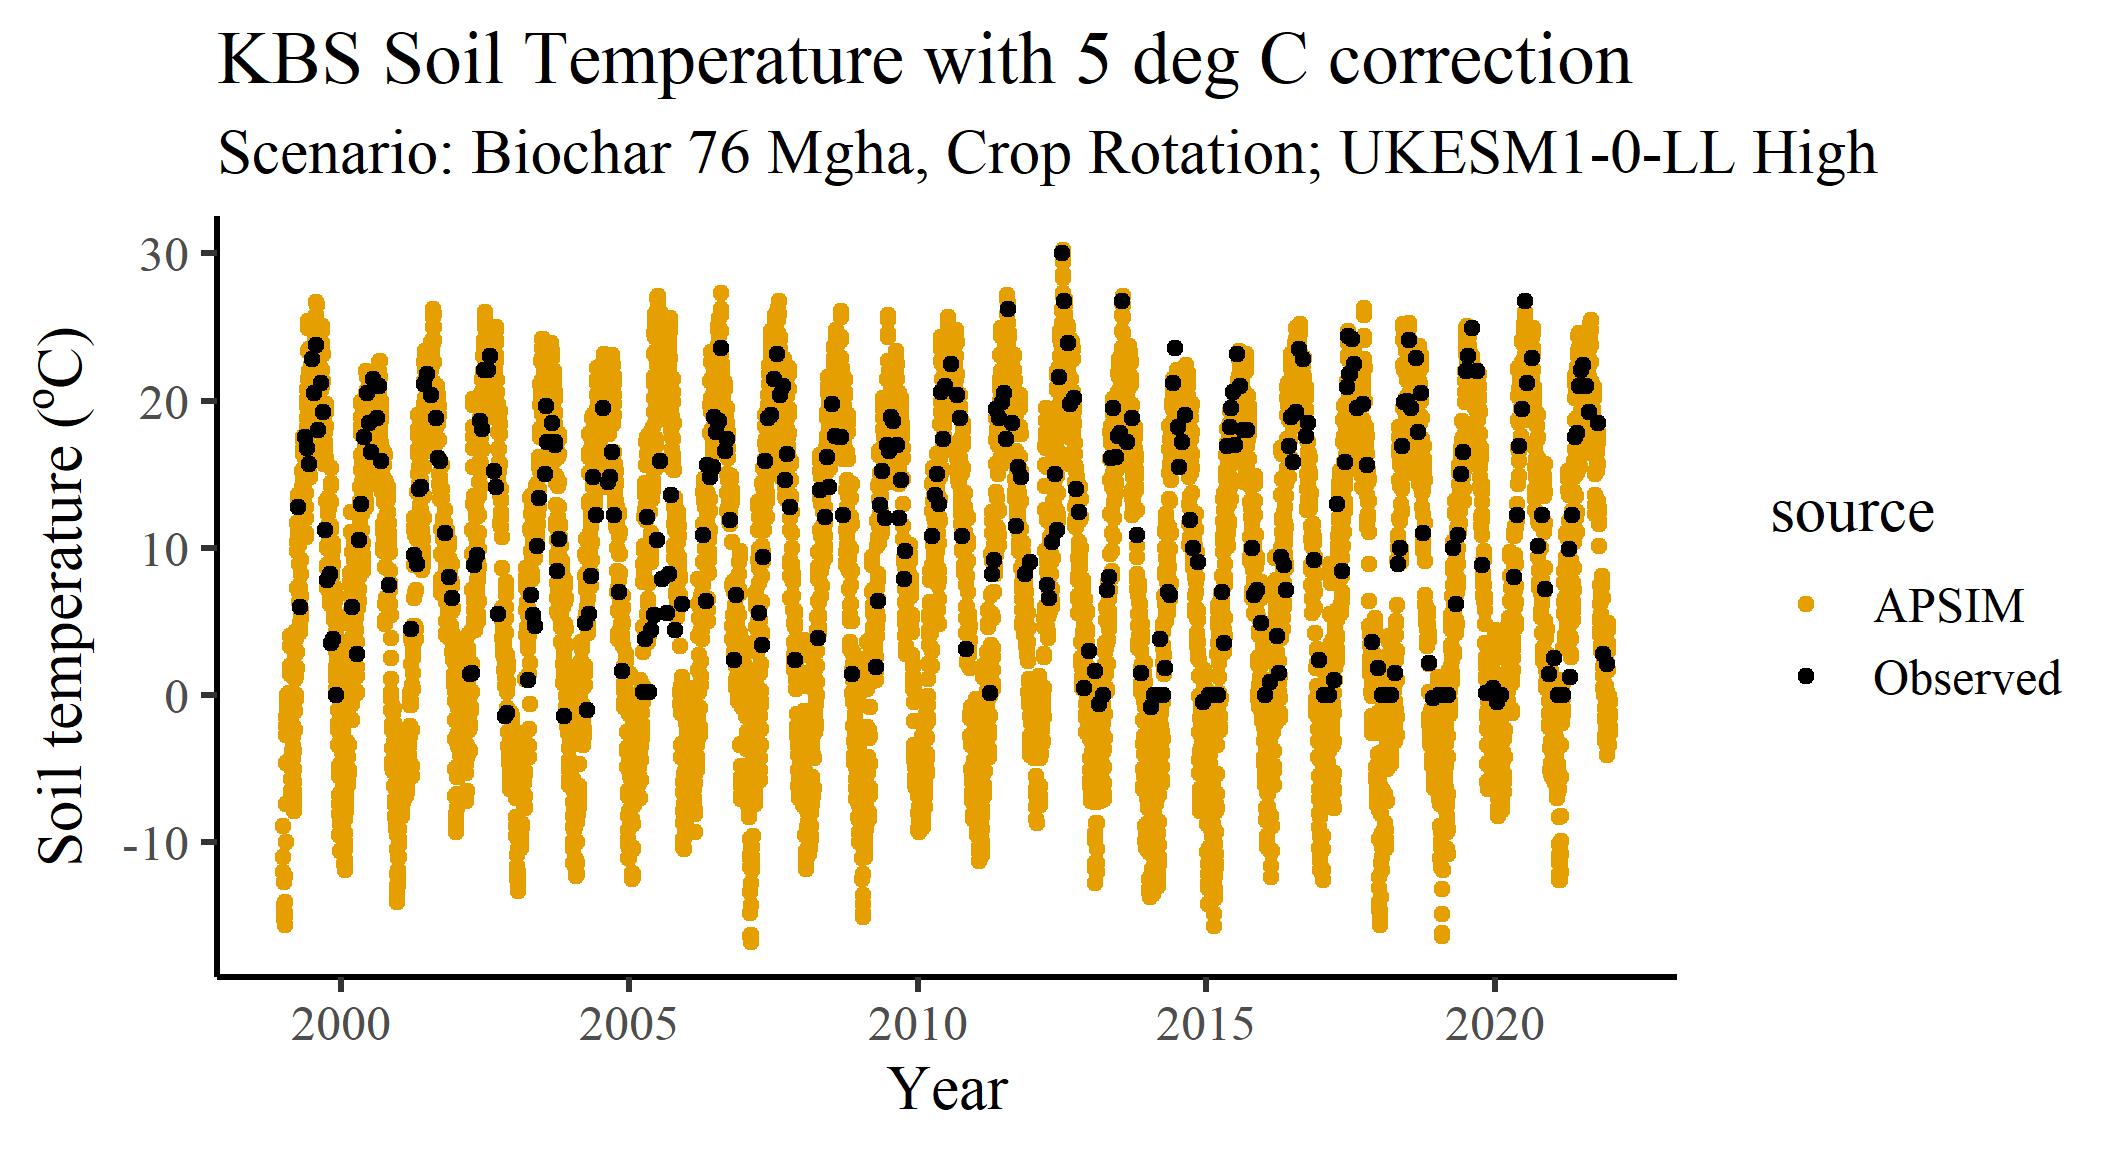 KBS Soil Temperature with 5 deg C correction
Scenario: Biochar 76 Mgha, Crop Rotation; UKESM1-0-LL High
Soil temperature (ºC)
30
20
10
0
-10
2000 2005 2010 2015 2020
Year
source
APSIM
Observed